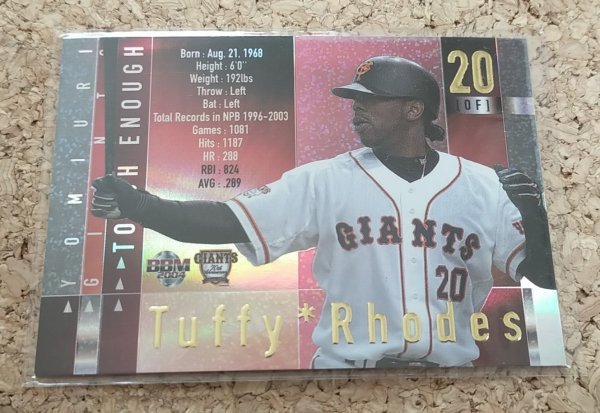 YOMIURI
GIANTS
TOUGH ENOUGH
Born : Aug. 21, 1968
Height : 6'0''
Weight : 192lbs
Throw : Left
Bat : Left
Total Records in NPB 1996-2003
Games : 1081
Hits : 1187
HR : 288
RBI : 824
AVG : .289
20
[OF]
GIANTS
20
BBM
2004
GIANTS
70th
Tuffy*Rhodes